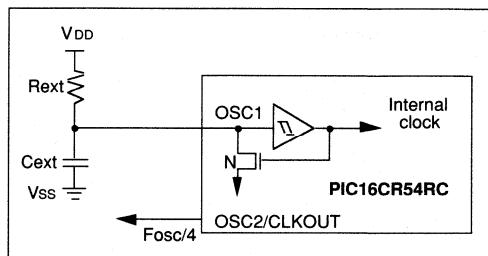 VDD
Rext
OSC1
Internal
clock
Cext
N
PIC16CR54RC
VSS
OSC2/CLKOUT
Fosc/4